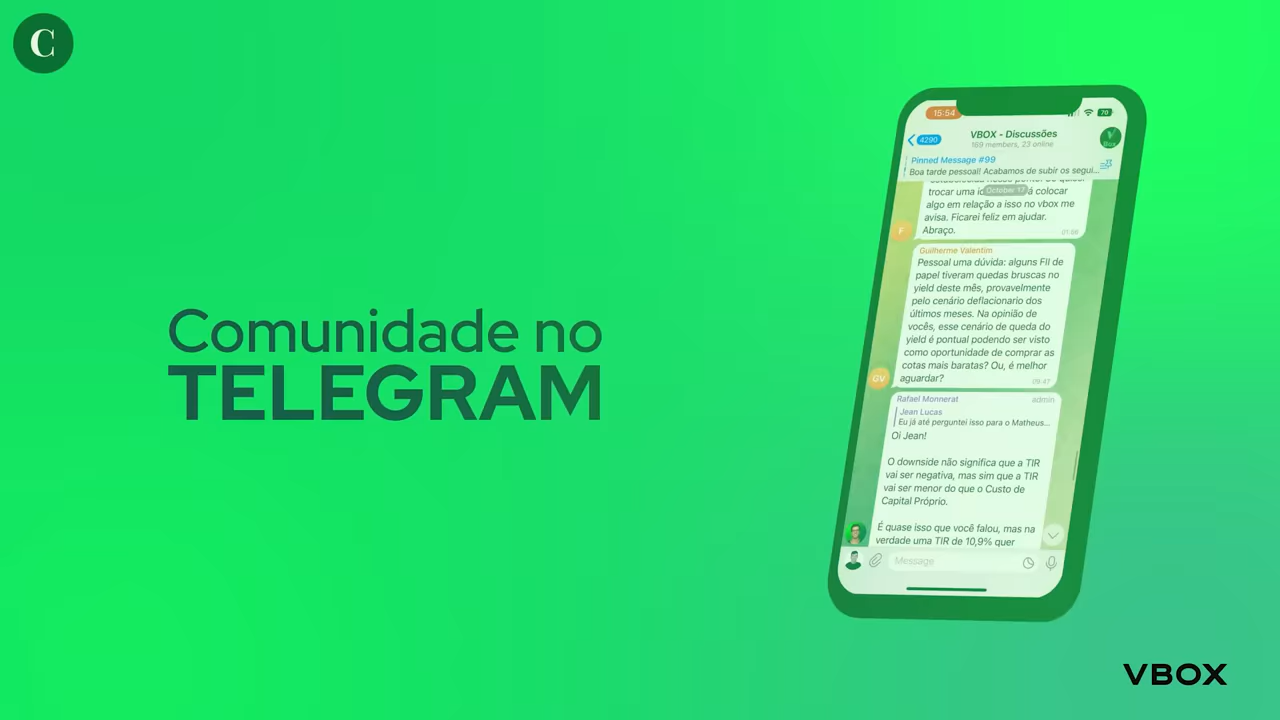 C
Comunidade no
TELEGRAM
15:54
70
4290
VBOX - Discussões
169 members, 23 online
Pinned Message #99
Boa tarde pessoal! Acabamos de subir os segui...
trocar uma
á colocar
October 17
algo em relação a isso no vbox me
avisa. Ficarei feliz em ajudar.
Abraço.
F
Guilherme Valentim
Pessoal uma dúvida: alguns FII de
papel tiveram quedas bruscas no
yield deste mês, provavelmente
pelo cenário deflacionario dos
últimos meses. Na opinião de
vocês, esse cenário de queda do
yield é pontual podendo ser visto
como oportunidade de comprar as
cotas mais baratas? Ou, é melhor
aguardar?
09:47
GV
Rafael Monnerat
admin
Jean Lucas
Eu já até perguntei isso para o Matheus...
Oi Jean!
O downside não significa que a TIR
vai ser negativa, mas sim que a TIR
vai ser menor do que o Custo de
Capital Próprio.
É quase isso que você falou, mas na
verdade uma TIR de 10,9% quer
Message
VBOX